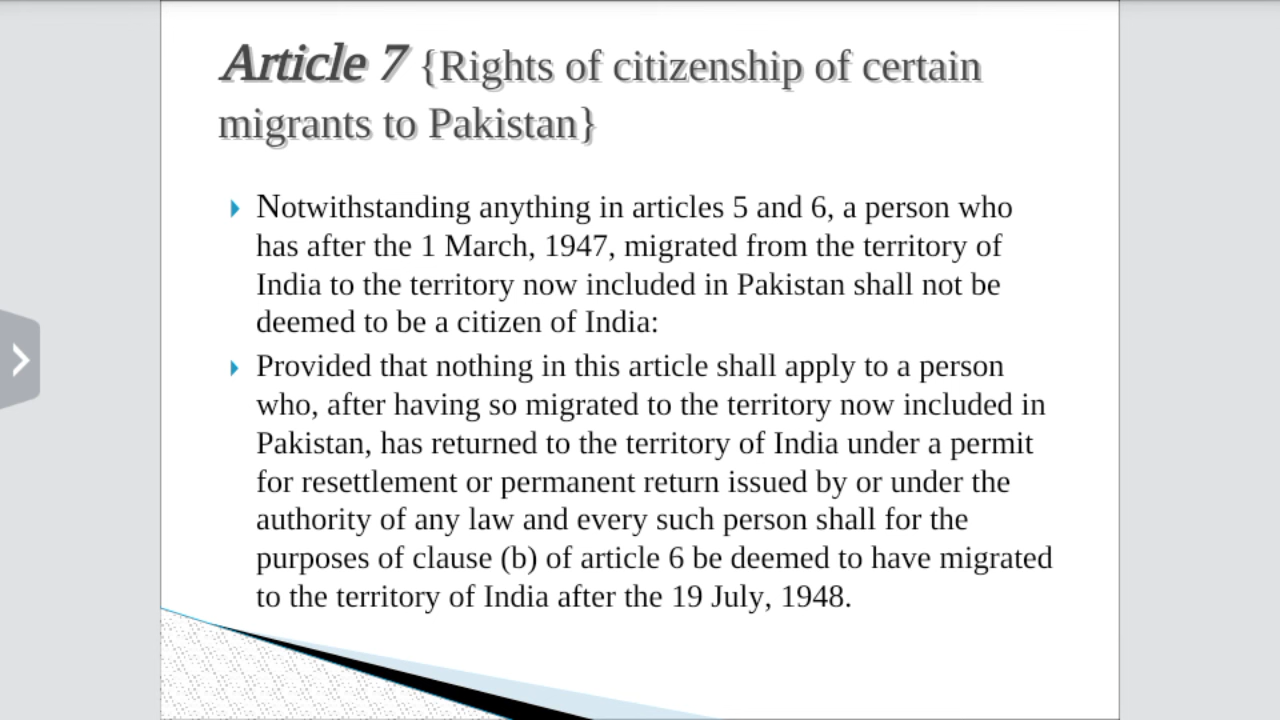 Article 7 {Rights of citizenship of certain
migrants to Pakistan}
Notwithstanding anything in articles 5 and 6, a person who
has after the 1 March, 1947, migrated from the territory of
India to the territory now included in Pakistan shall not be
deemed to be a citizen of India:
Provided that nothing in this article shall apply to a person
who, after having so migrated to the territory now included in
Pakistan, has returned to the territory of India under a permit
for resettlement or permanent return issued by or under the
authority of any law and every such person shall for the
purposes of clause (b) of article 6 be deemed to have migrated
to the territory of India after the 19 July, 1948.